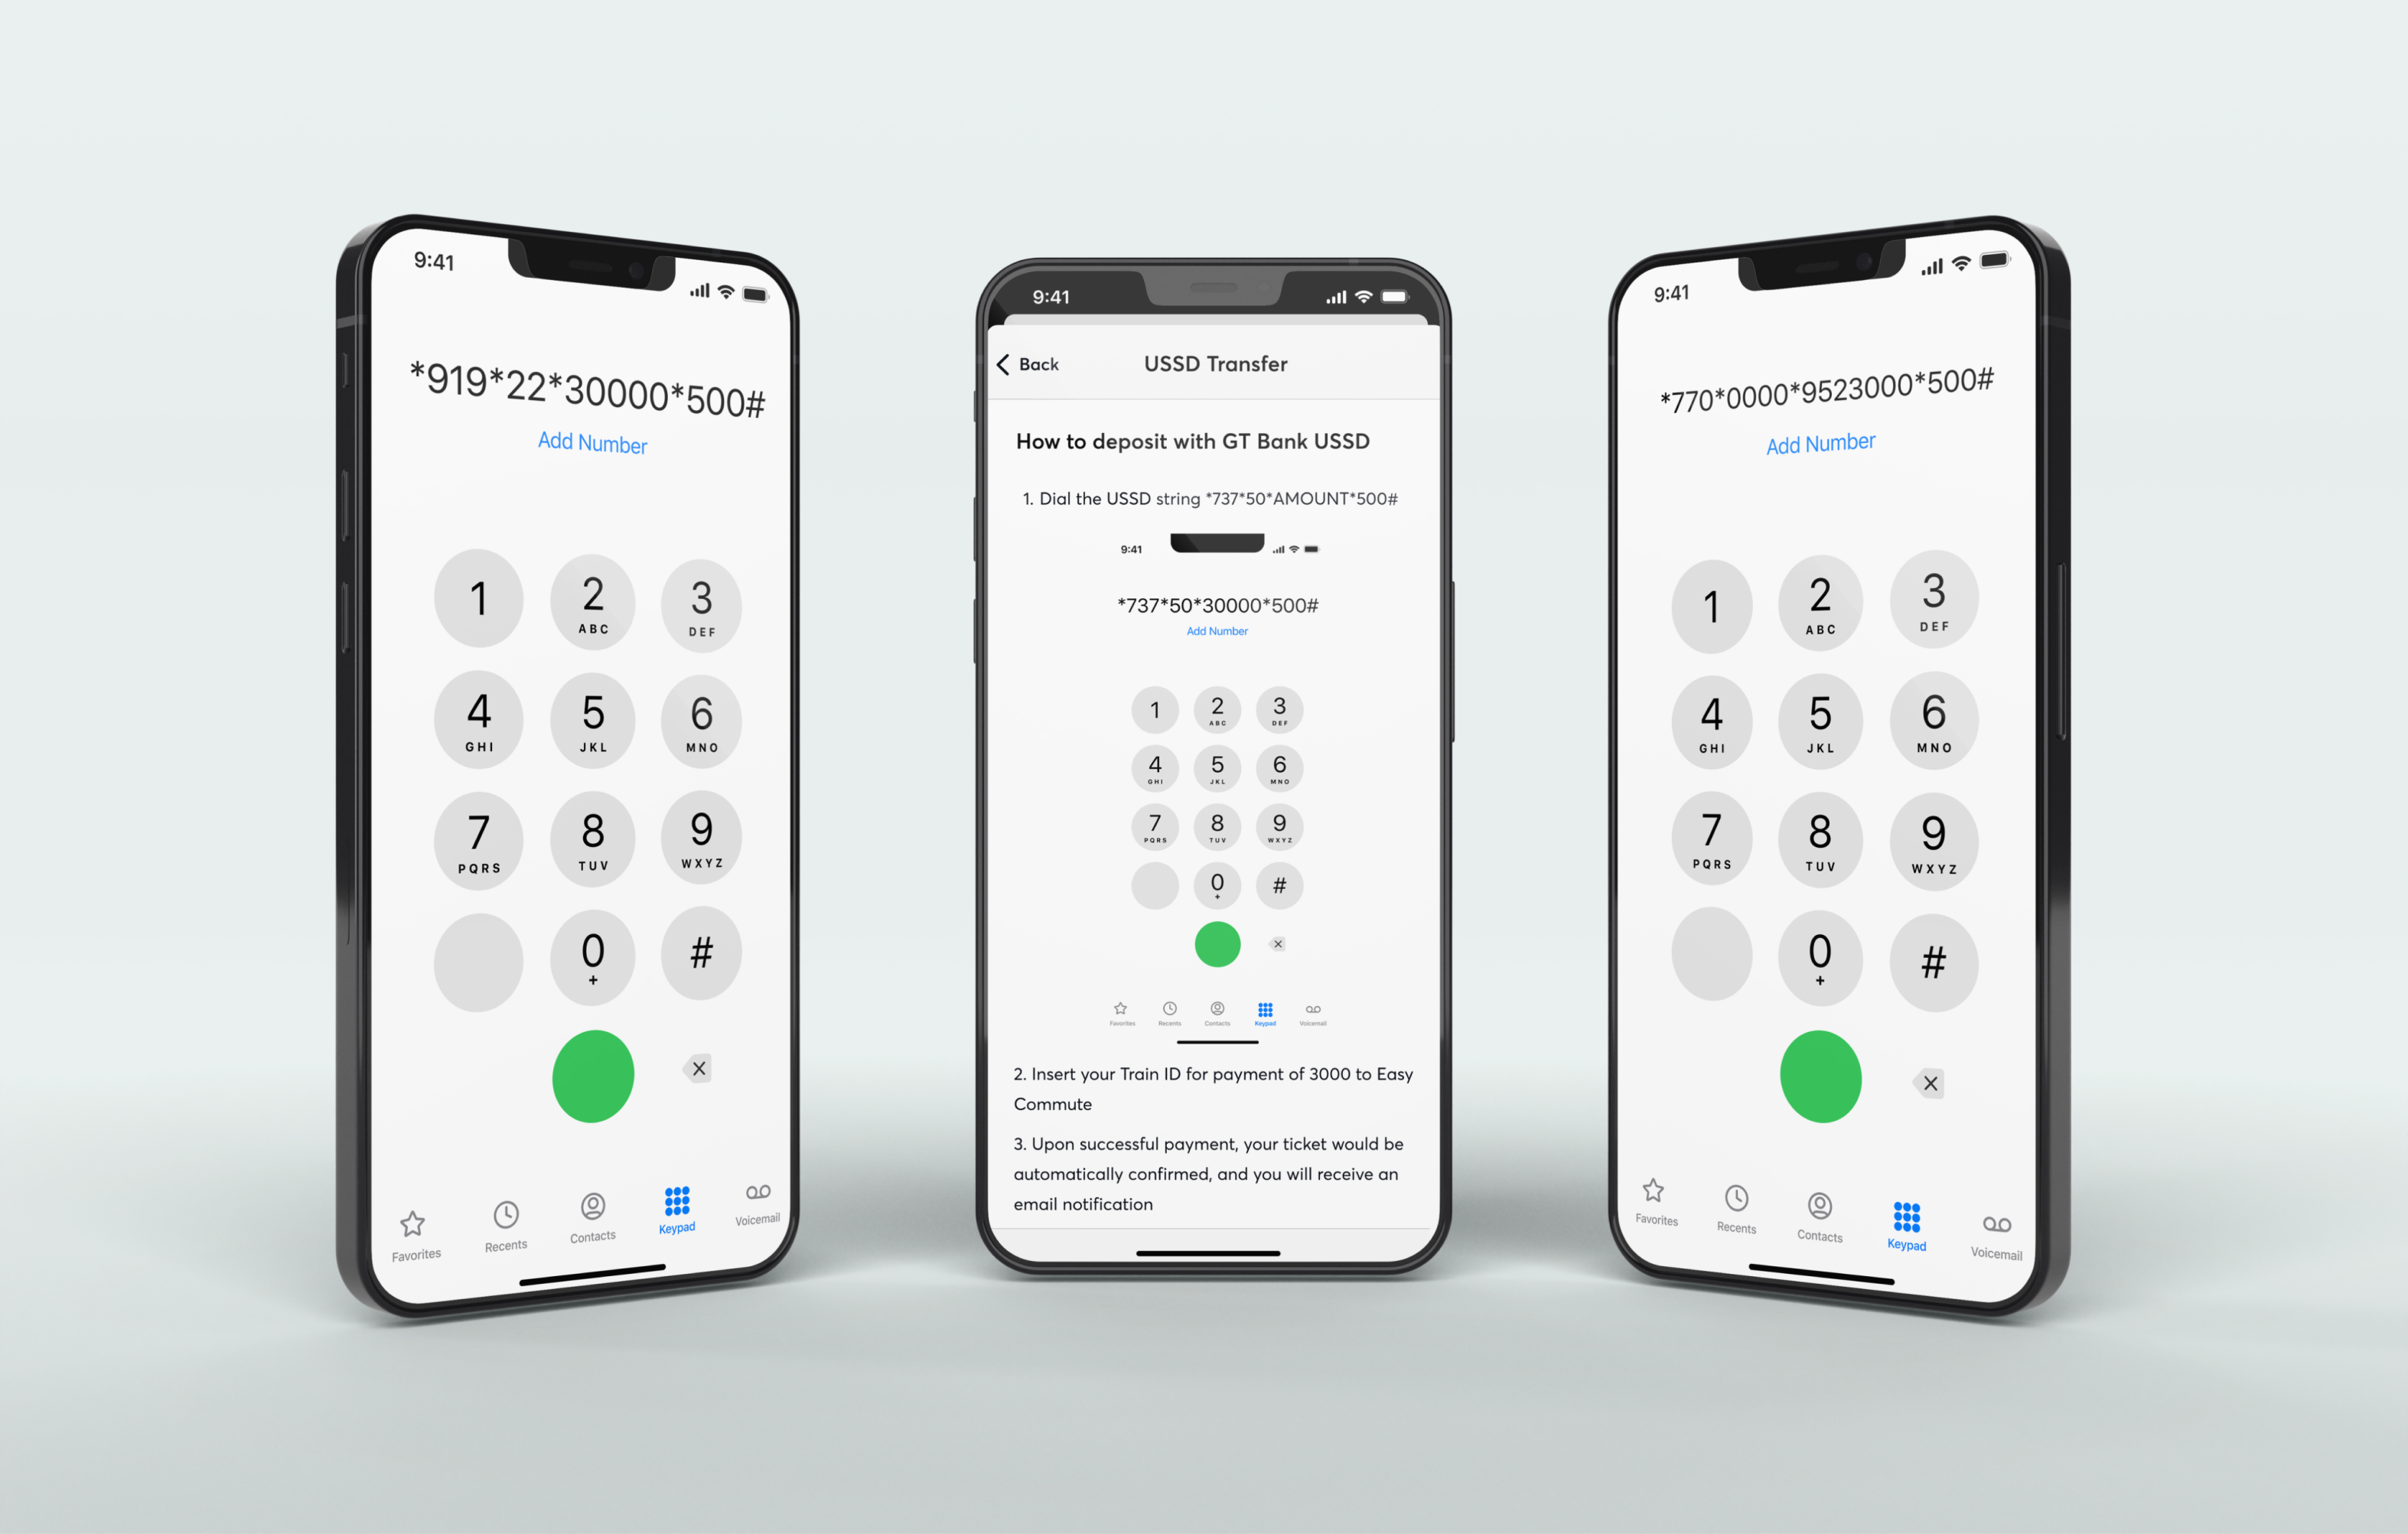 9:41
*919*22*30000*500#
Add Number
1
2
ABC
3
DEF
4
GHI
5
JKL
6
MNO
7
PQRS
8
TUV
9
WXYZ
0
+
#
Favorites
Recents
Contacts
Keypad
Voicemail
9:41
Back
USSD Transfer
How to deposit with GT Bank USSD
1. Dial the USSD string *737*50*AMOUNT*500#
9:41
*737*50*30000*500#
Add Number
1
2
ABC
3
DEF
4
GHI
5
JKL
6
MNO
7
PQRS
8
TUV
9
WXYZ
0
+
#
Favorites
Recents
Contacts
Keypad
Voicemail
2. Insert your Train ID for payment of 3000 to Easy
Commute
3. Upon successful payment, your ticket would be
automatically confirmed, and you will receive an
email notification
9:41
*770*0000*9523000*500#
Add Number
1
2
ABC
3
DEF
4
GHI
5
JKL
6
MNO
7
PQRS
8
TUV
9
WXYZ
0
+
#
Favorites
Recents
Contacts
Keypad
Voicemail